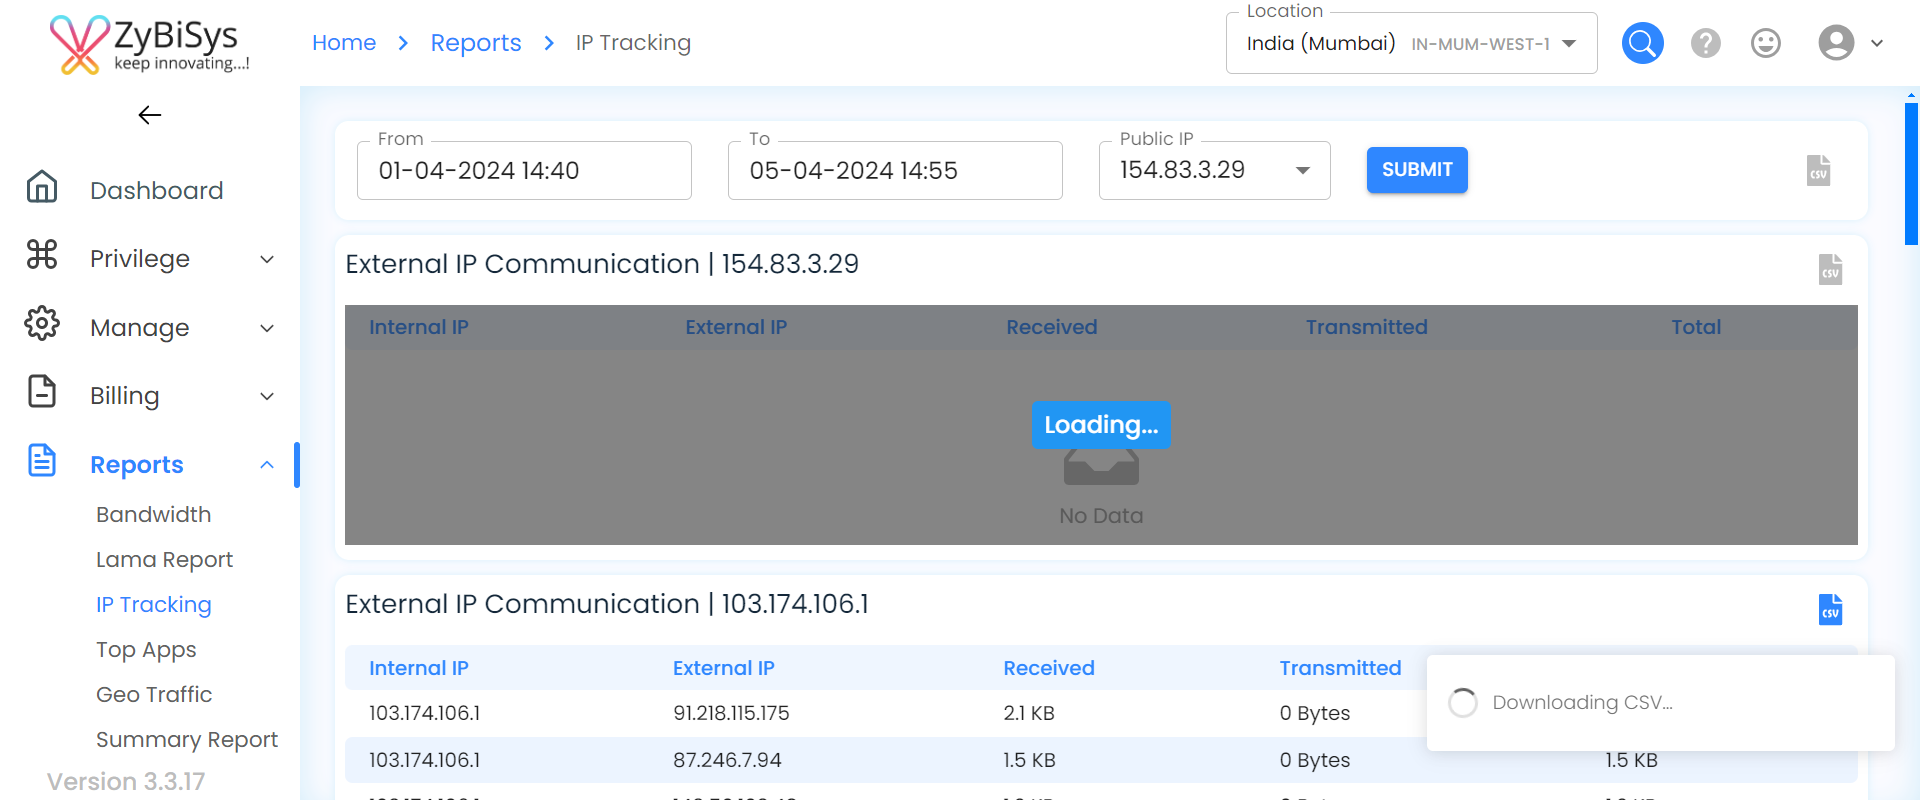 ZyBiSys
keep innovating...!
Home > Reports > IP Tracking
Location
India (Mumbai) IN-MUM-WEST-1
Dashboard
Privilege
Manage
Billing
Reports
Bandwidth
Lama Report
IP Tracking
Top Apps
Geo Traffic
Summary Report
Version 3.3.17
From
01-04-2024 14:40
To
05-04-2024 14:55
Public IP
154.83.3.29
SUBMIT
CSV
External IP Communication | 154.83.3.29
CSV
Internal IP External IP Received Transmitted Total
Loading...
No Data
External IP Communication | 103.174.106.1
CSV
Internal IP External IP Received Transmitted
103.174.106.1 91.218.115.175 2.1 KB 0 Bytes
103.174.106.1 87.246.7.94 1.5 KB 0 Bytes 1.5 KB
Downloading CSV...